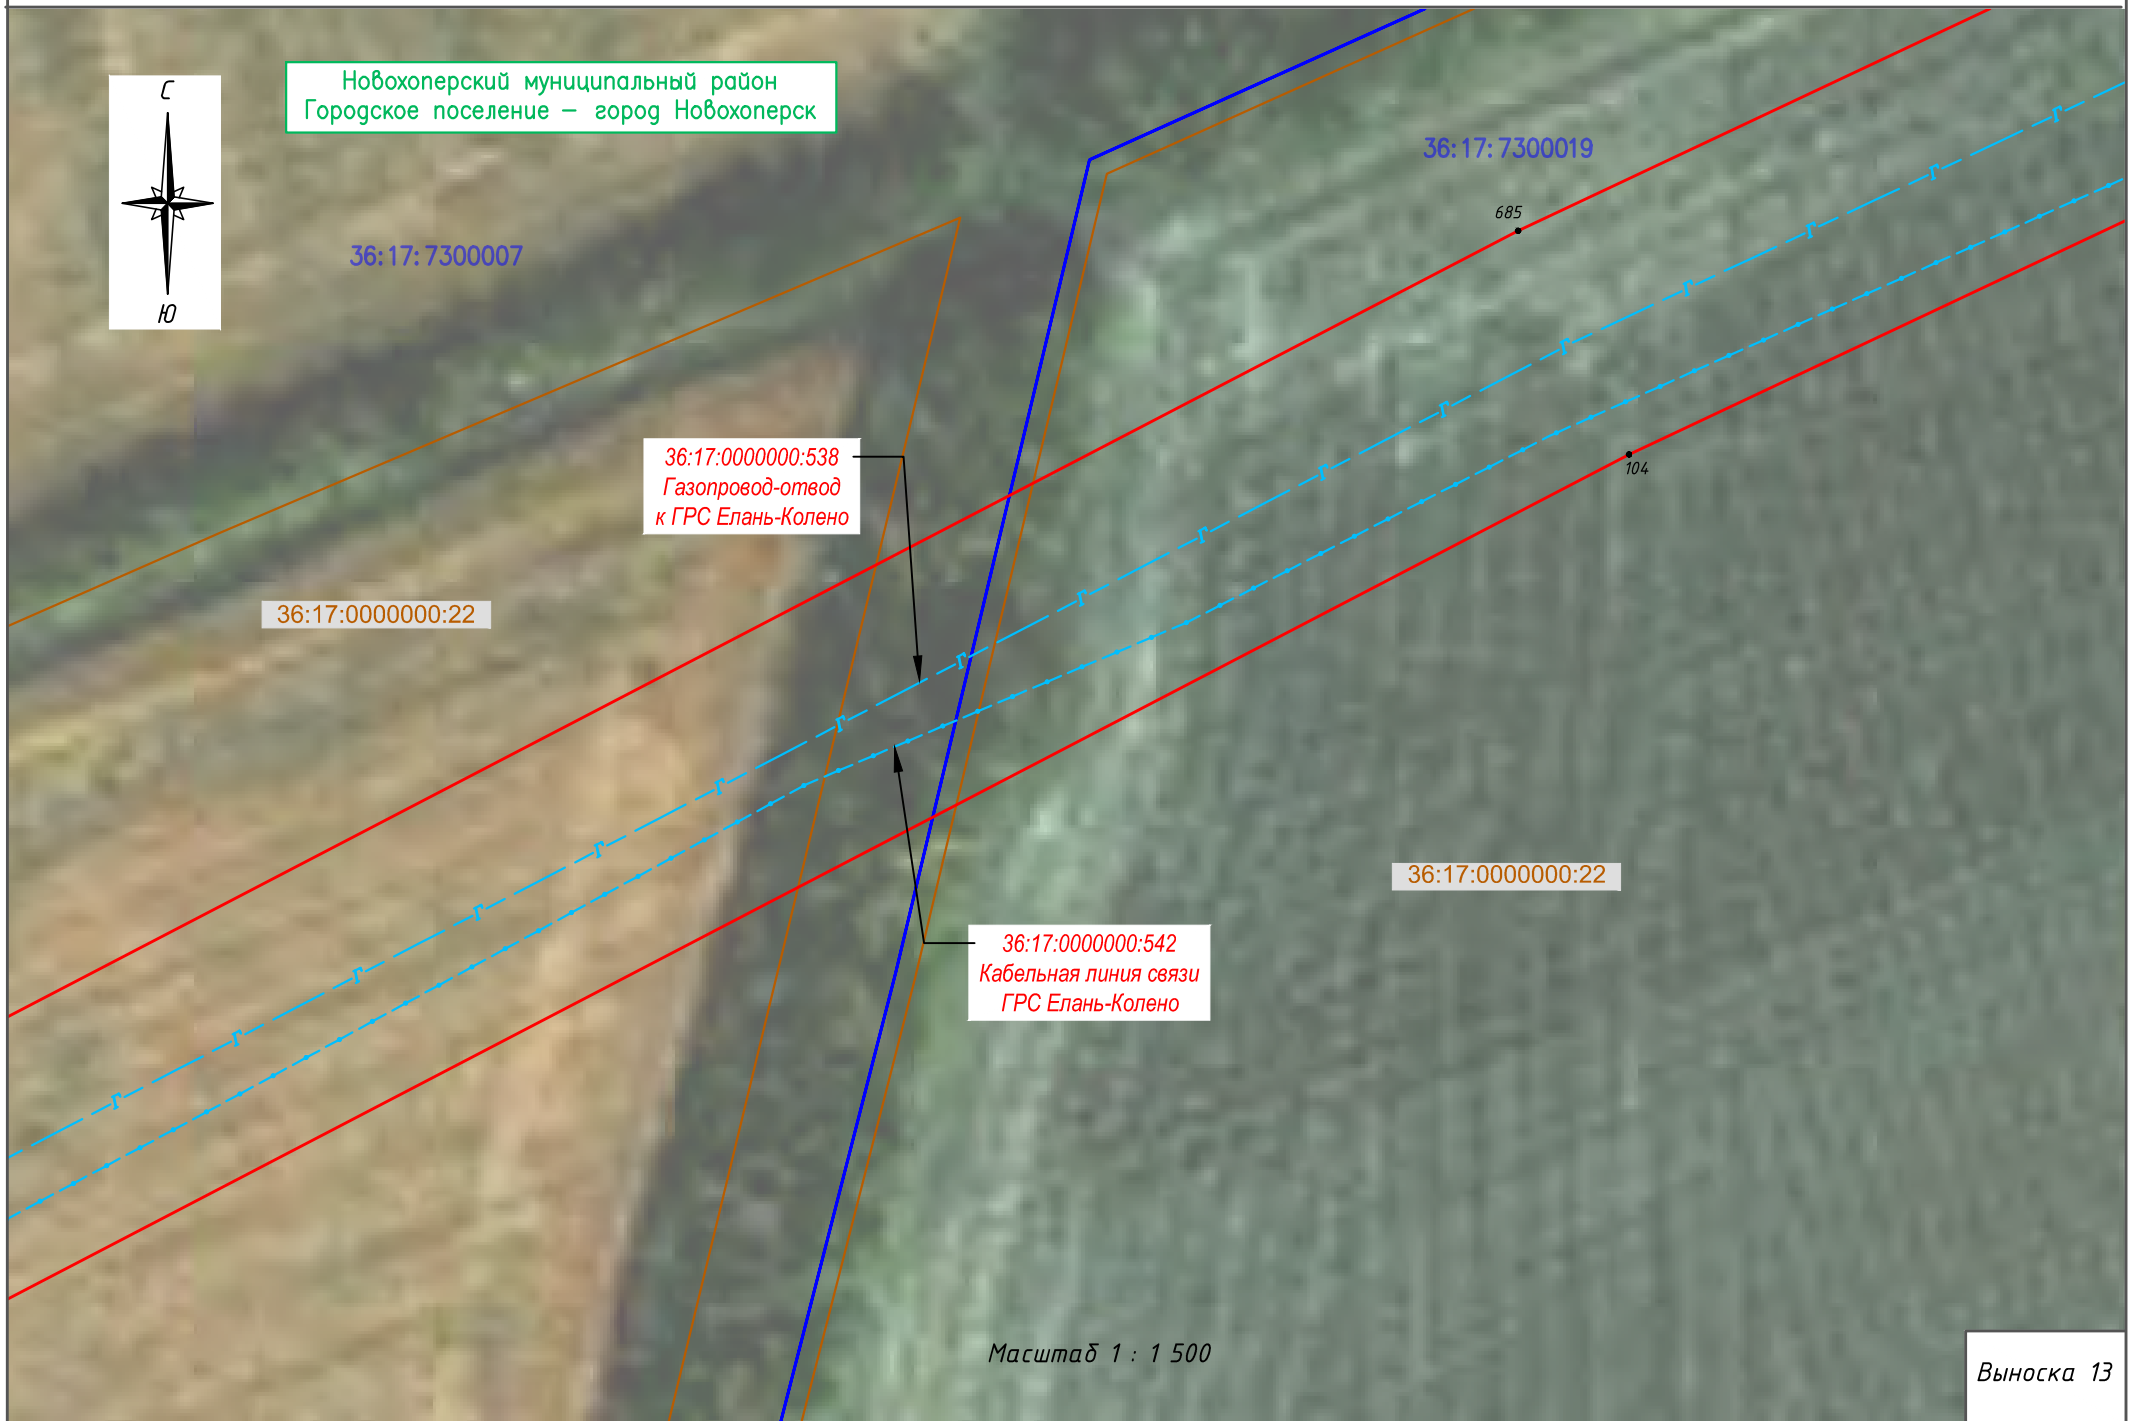 С
Ю
Новохоперский муниципальный район
Городское поселение – город Новохоперск
36:17:7300007
36:17:7300019
685
104
36:17:0000000:538
Газопровод-отвод
к ГРС Елань-Колено
36:17:0000000:22
36:17:0000000:22
36:17:0000000:542
Кабельная линия связи
ГРС Елань-Колено
Г Г Г Г Г Г Г Г Г Г Г Г Г Г Г Г Г
Масштаб 1 : 1 500
Выноска 13